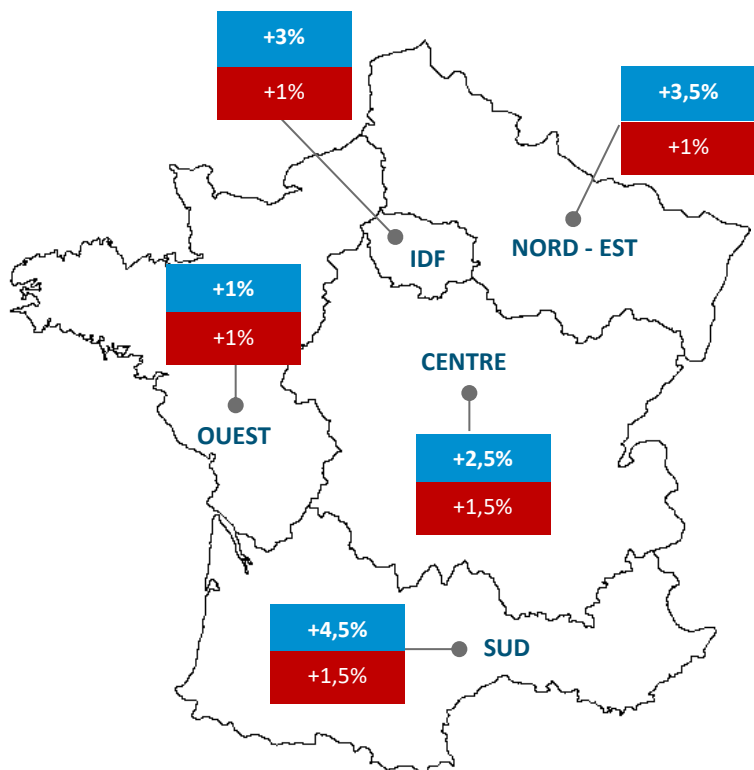 +3%
+1%
+3,5%
+1%
NORD - EST
IDF
+1%
+1%
OUEST
CENTRE
+2,5%
+1,5%
+4,5%
+1,5%
SUD